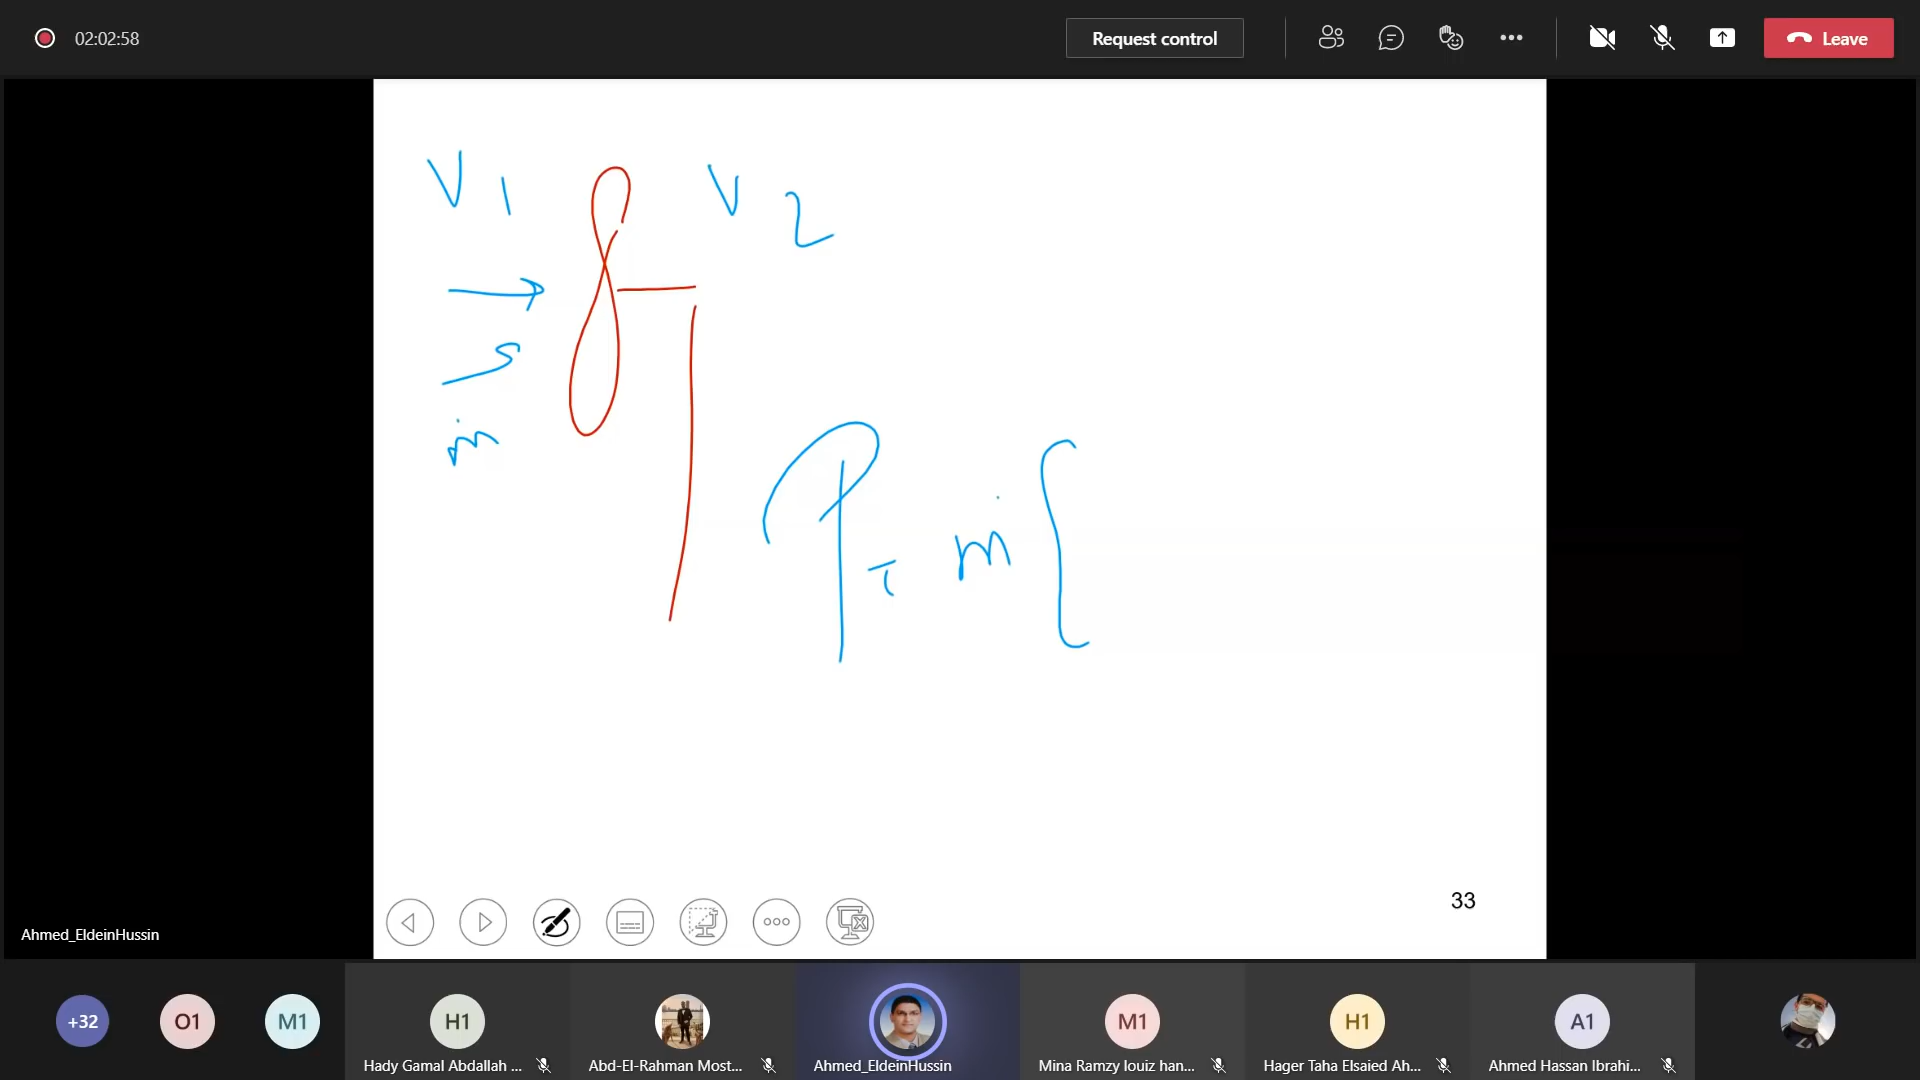 02:02:58
Request control
Leave
V1
V2
ṁ
P = ṁ {
33
Ahmed_EldeinHussin
+32
O1
M1
H1
Hady Gamal Abdallah ...
Abd-El-Rahman Most...
Ahmed_EldeinHussin
M1
Mina Ramzy louiz han...
H1
Hager Taha Elsaied Ah...
A1
Ahmed Hassan Ibrahi...